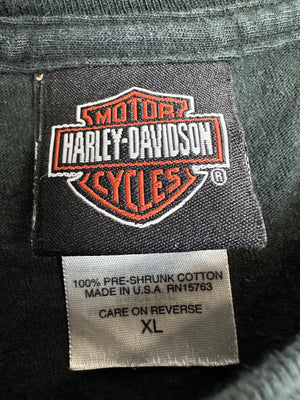 MOTOR
HARLEY-DAVIDSON
CYCLES ®
100% PRE-SHRUNK COTTON
MADE IN U.S.A. RN15763
CARE ON REVERSE
XL